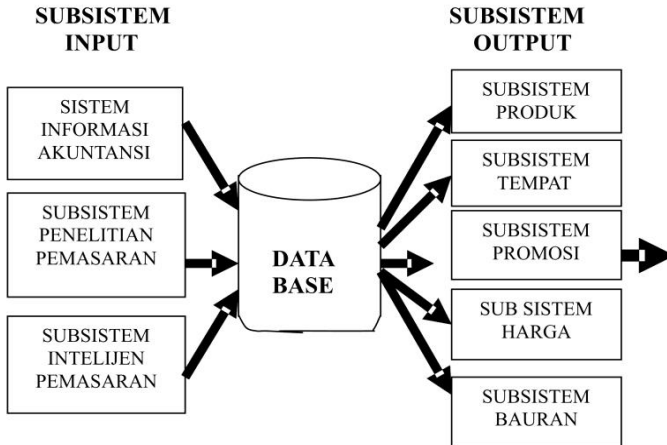 SUBSISTEM
INPUT
SISTEM
INFORMASI
AKUNTANSI
SUBSISTEM
PENELITIAN
PEMASARAN
SUBSISTEM
INTELIJEN
PEMASARAN
DATA
BASE
SUBSISTEM
OUTPUT
SUBSISTEM
PRODUK
SUBSISTEM
TEMPAT
SUBSISTEM
PROMOSI
SUB SISTEM
HARGA
SUBSISTEM
BAURAN